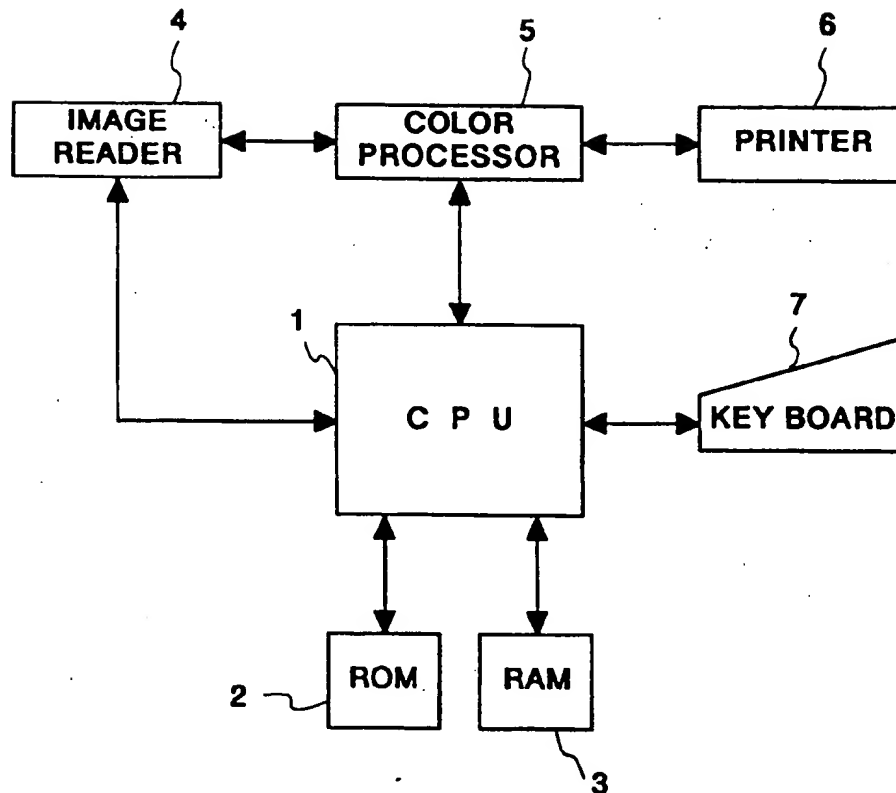 4
5
6
IMAGE
READER
COLOR
PROCESSOR
PRINTER
1
7
C P U
KEY BOARD
ROM
RAM
2
3